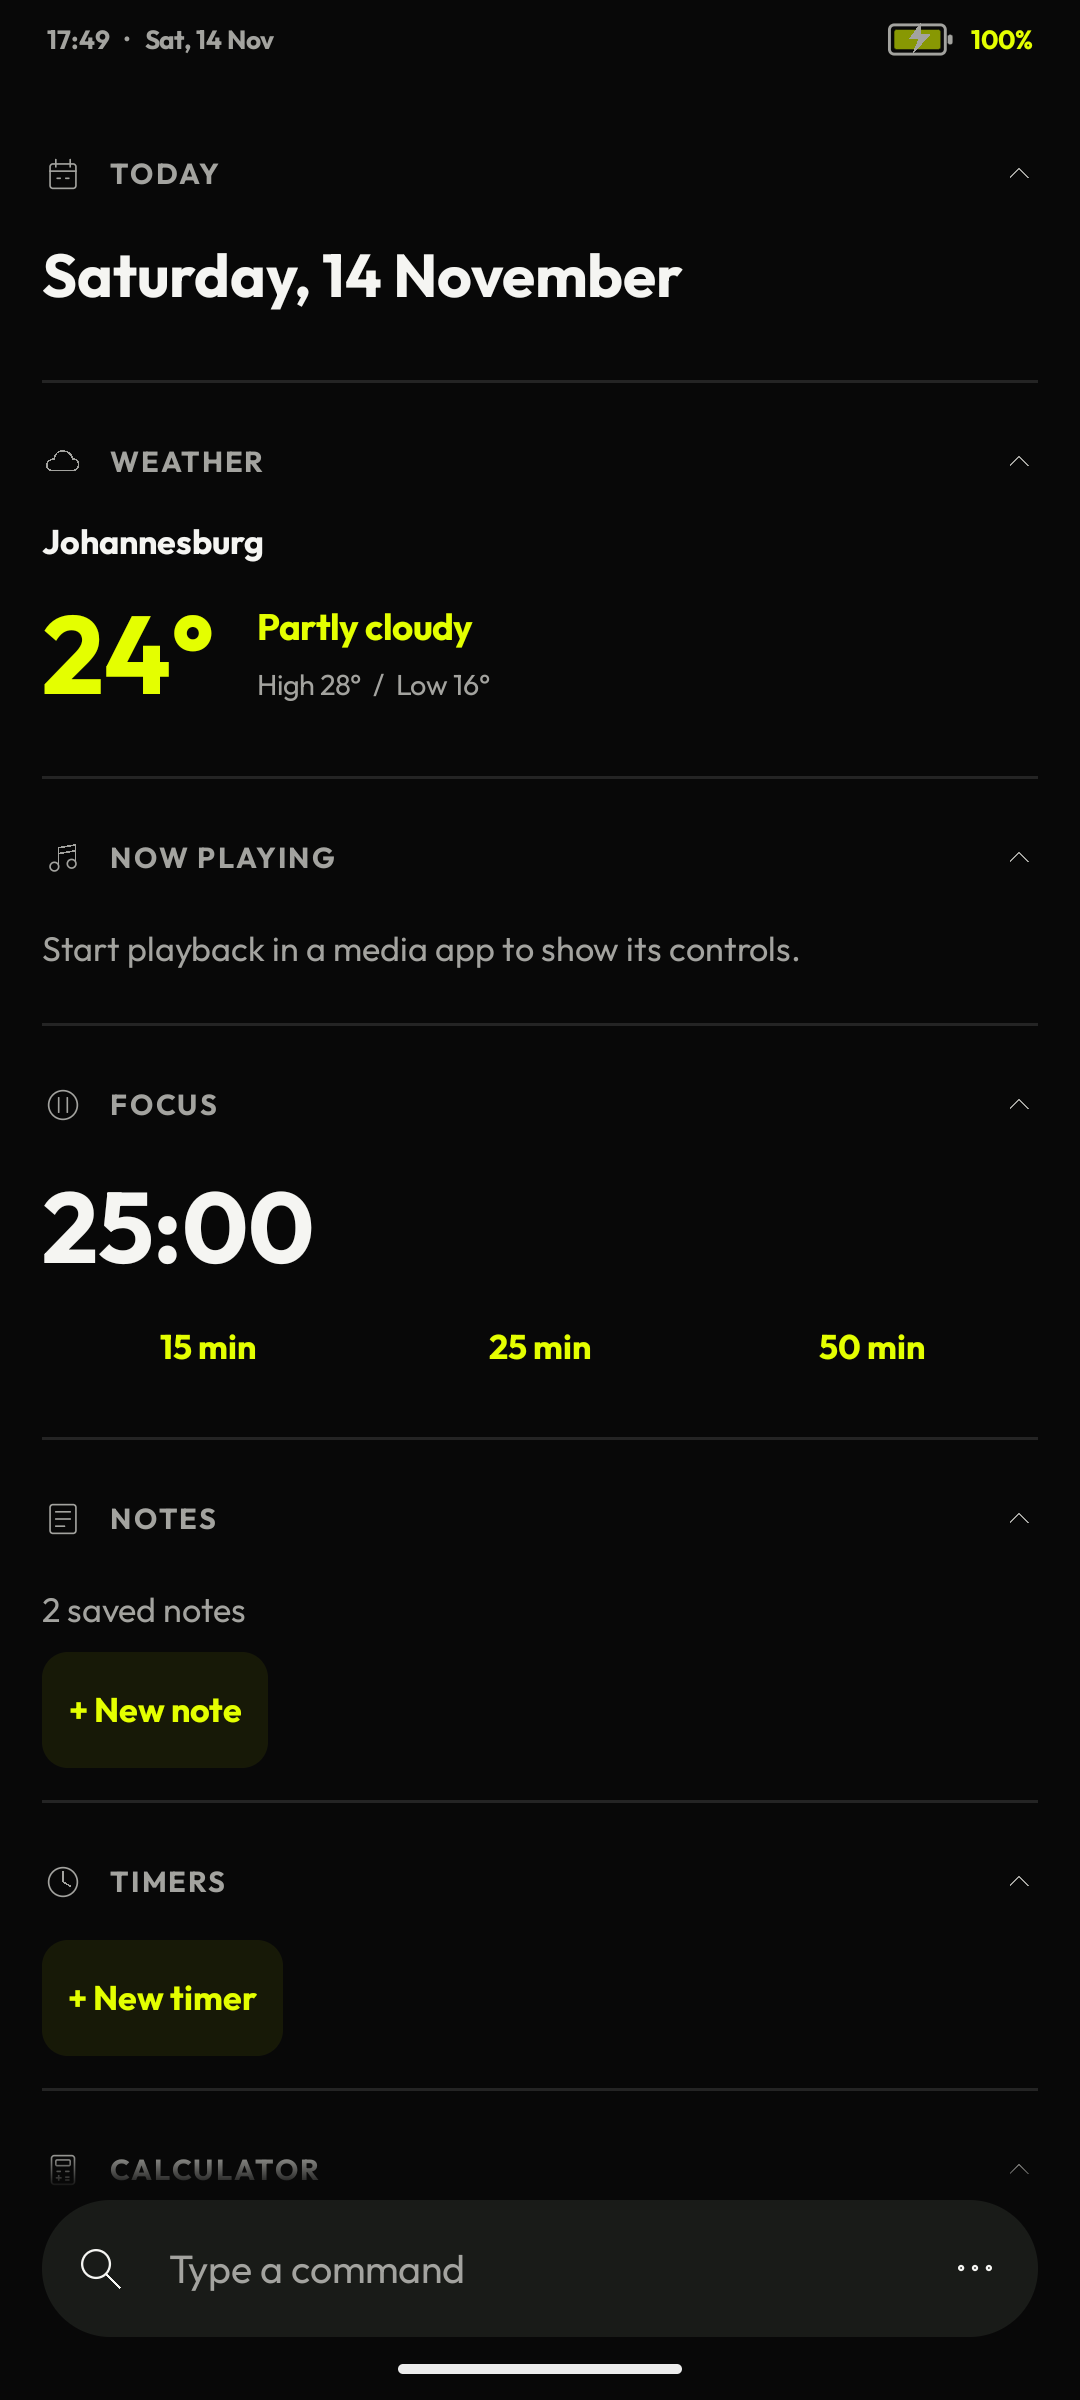 17:49 · Sat, 14 Nov
100%
TODAY
Saturday, 14 November
WEATHER
Johannesburg
24°
Partly cloudy
High 28° / Low 16°
NOW PLAYING
Start playback in a media app to show its controls.
FOCUS
25:00
15 min
25 min
50 min
NOTES
2 saved notes
+ New note
TIMERS
+ New timer
CALCULATOR
Type a command